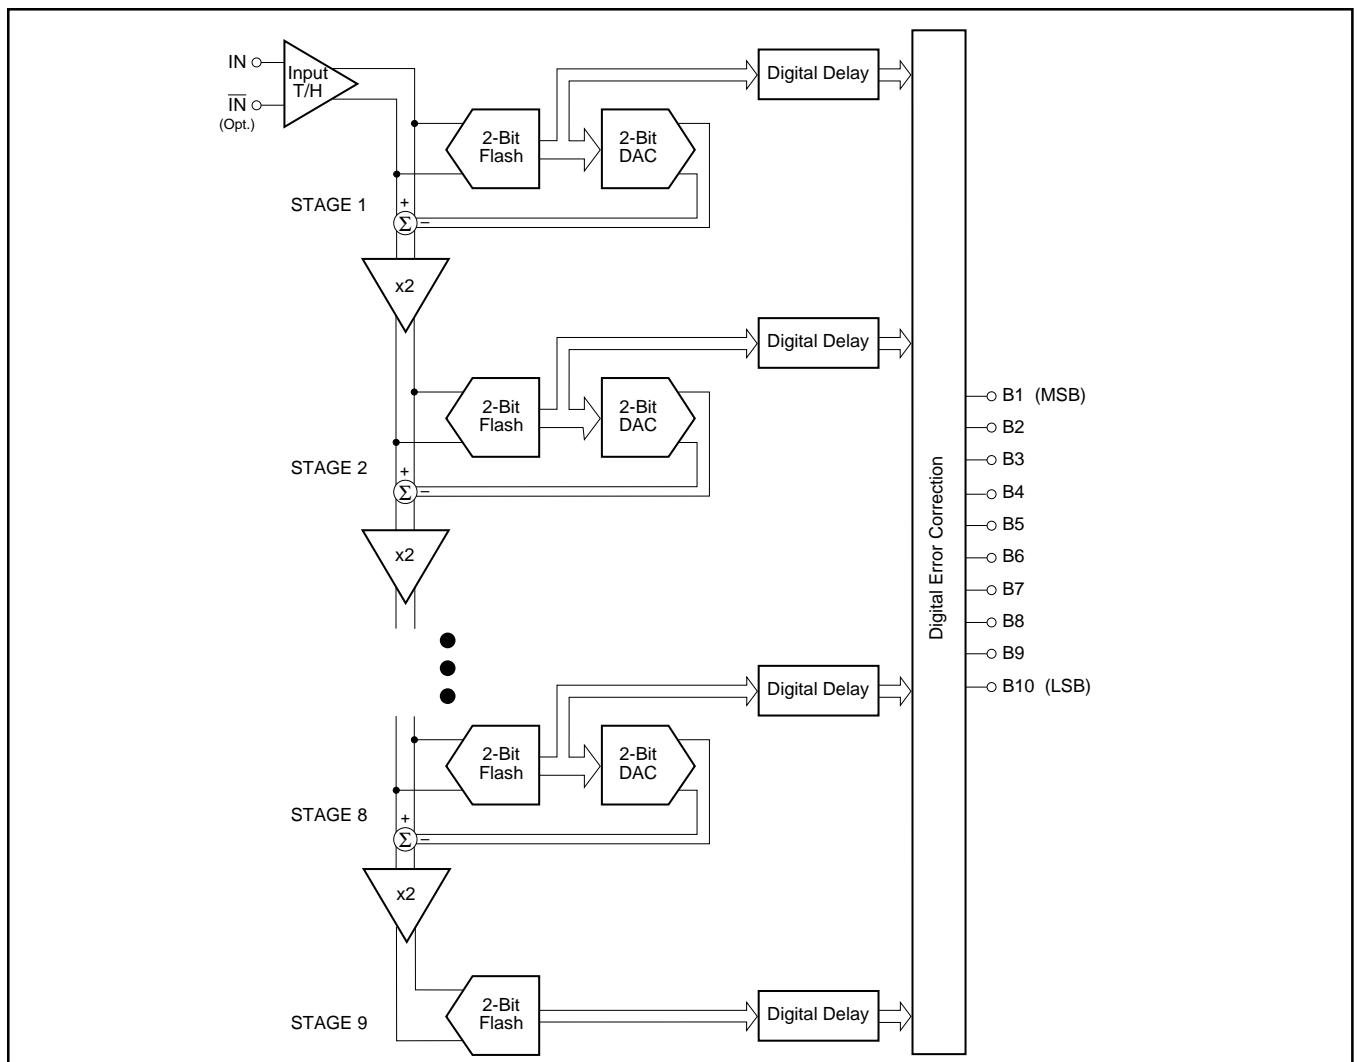 IN
Input
T/H
IN
(Opt.)
Digital Delay
2-Bit
Flash
2-Bit
DAC
STAGE 1
+
Σ
–
x2
Digital Delay
2-Bit
Flash
2-Bit
DAC
STAGE 2
+
Σ
–
x2
Digital Delay
2-Bit
Flash
2-Bit
DAC
STAGE 8
+
Σ
–
x2
2-Bit
Flash
Digital Delay
STAGE 9
Digital Error Correction
B1 (MSB)
B2
B3
B4
B5
B6
B7
B8
B9
B10 (LSB)